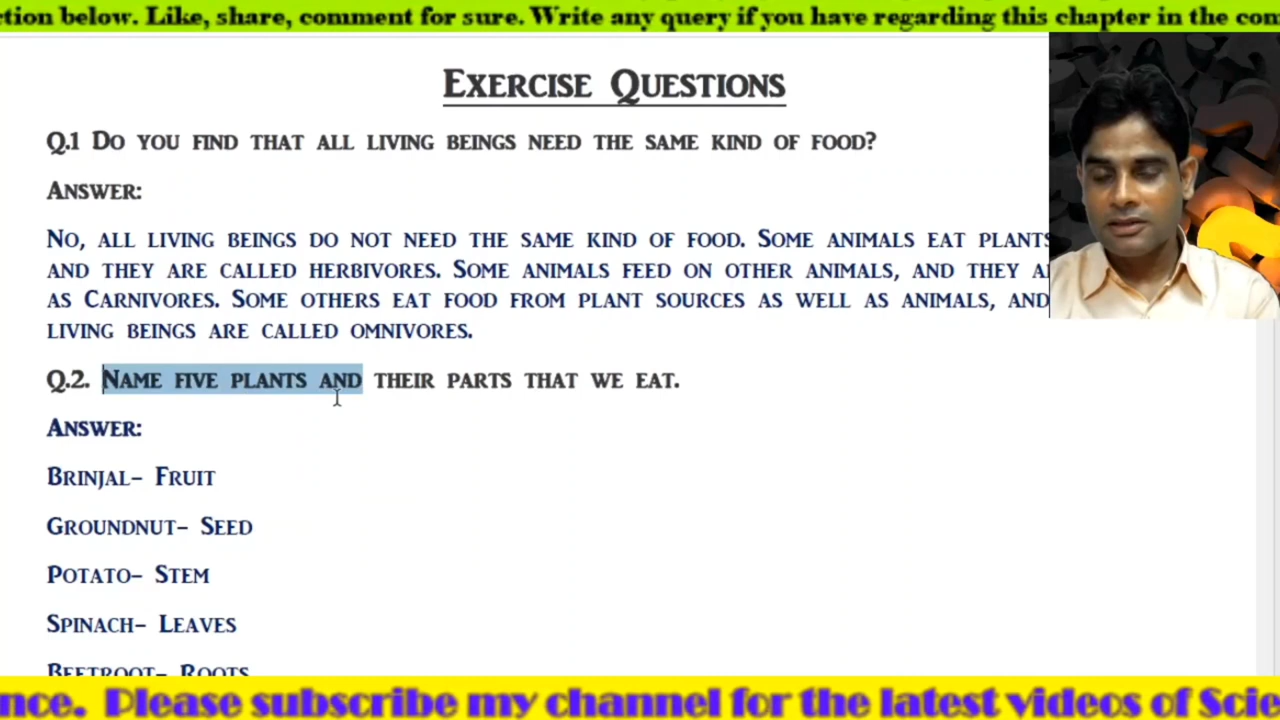 tion below. Like, share, comment for sure. Write any query if you have regarding this chapter in the com
EXERCISE QUESTIONS
Q.1 DO YOU FIND THAT ALL LIVING BEINGS NEED THE SAME KIND OF FOOD?
ANSWER:
NO, ALL LIVING BEINGS DO NOT NEED THE SAME KIND OF FOOD. SOME ANIMALS EAT PLANTS
AND THEY ARE CALLED HERBIVORES. SOME ANIMALS FEED ON OTHER ANIMALS, AND THEY A
AS CARNIVORES. SOME OTHERS EAT FOOD FROM PLANT SOURCES AS WELL AS ANIMALS, AND
LIVING BEINGS ARE CALLED OMNIVORES.
Q.2. NAME FIVE PLANTS AND THEIR PARTS THAT WE EAT.
ANSWER:
BRINJAL– FRUIT
GROUNDNUT– SEED
POTATO– STEM
SPINACH– LEAVES
BEETROOT– ROOTS
nce. Please subscribe my channel for the latest videos of Scie